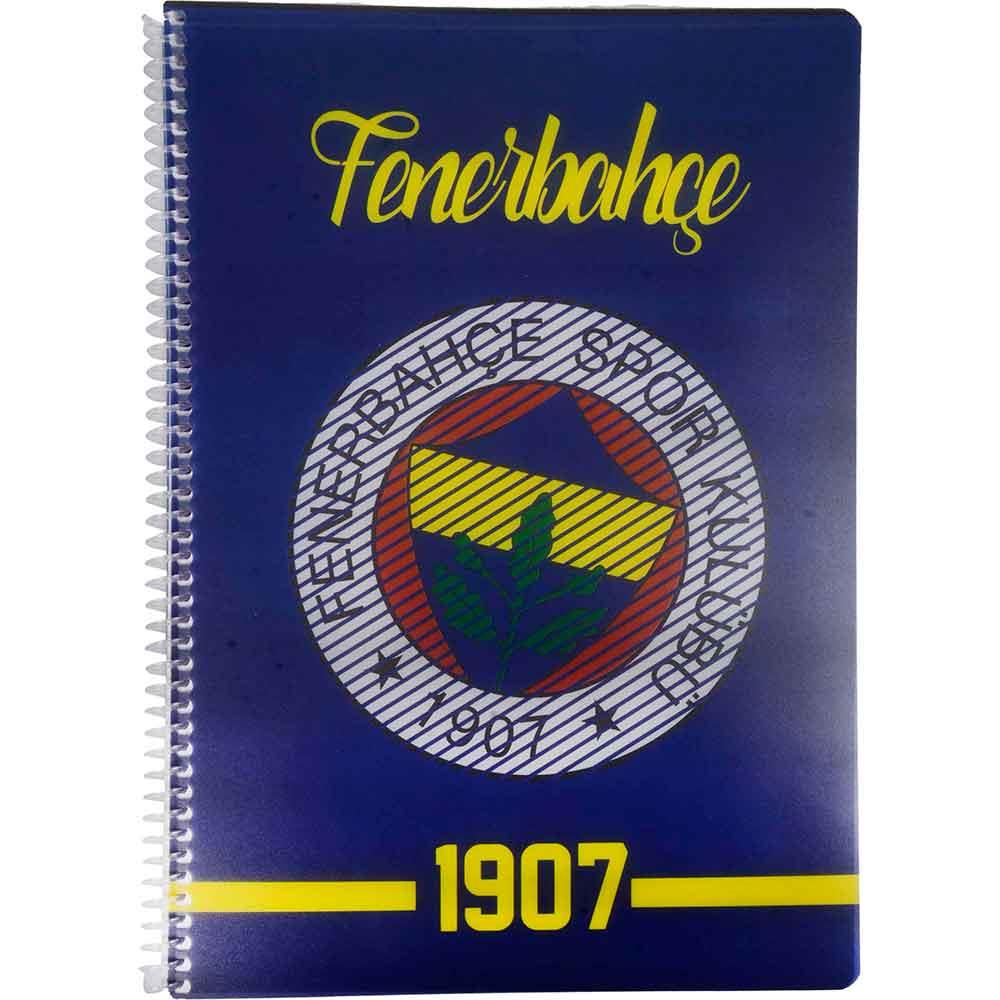 Fenerbahçe
FENERBAHÇE SPOR KULÜBÜ
★ 1907 ★
1907